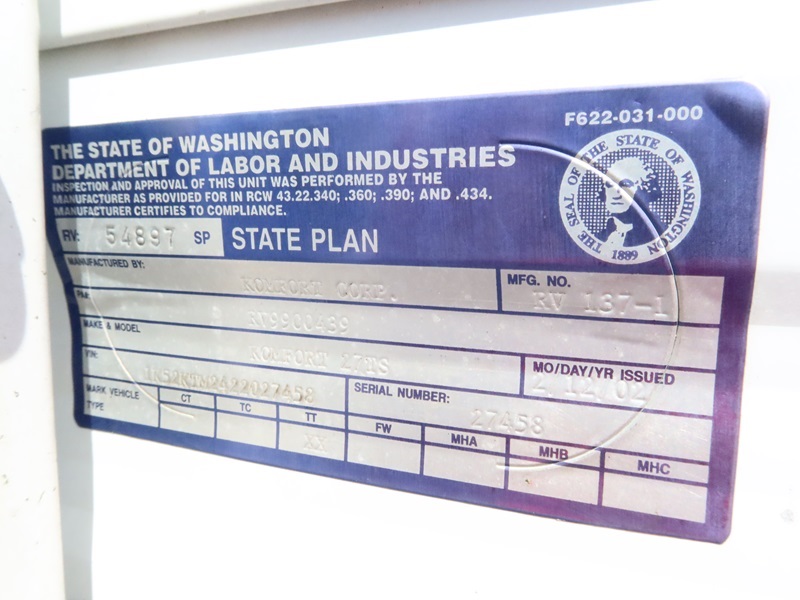 F622-031-000
THE STATE OF WASHINGTON
DEPARTMENT OF LABOR AND INDUSTRIES
INSPECTION AND APPROVAL OF THIS UNIT WAS PERFORMED BY THE
MANUFACTURER AS PROVIDED FOR IN RCW 43.22.340; .360; .390; AND .434.
MANUFACTURER CERTIFIES TO COMPLIANCE.
THE SEAL OF THE STATE OF WASHINGTON
1889
RV: 54897 SP STATE PLAN
MANUFACTURED BY: KOMFORT CORP.
MFG. NO. RV 137-1
PA#: RV9900439
MAKE & MODEL KOMFORT 27TS
MO/DAY/YR ISSUED 2 12/02
VIN: 1N52KTM2422027458
SERIAL NUMBER: 27458
MARK VEHICLE TYPE
CT TC TT FW MHA MHB MHC
XX